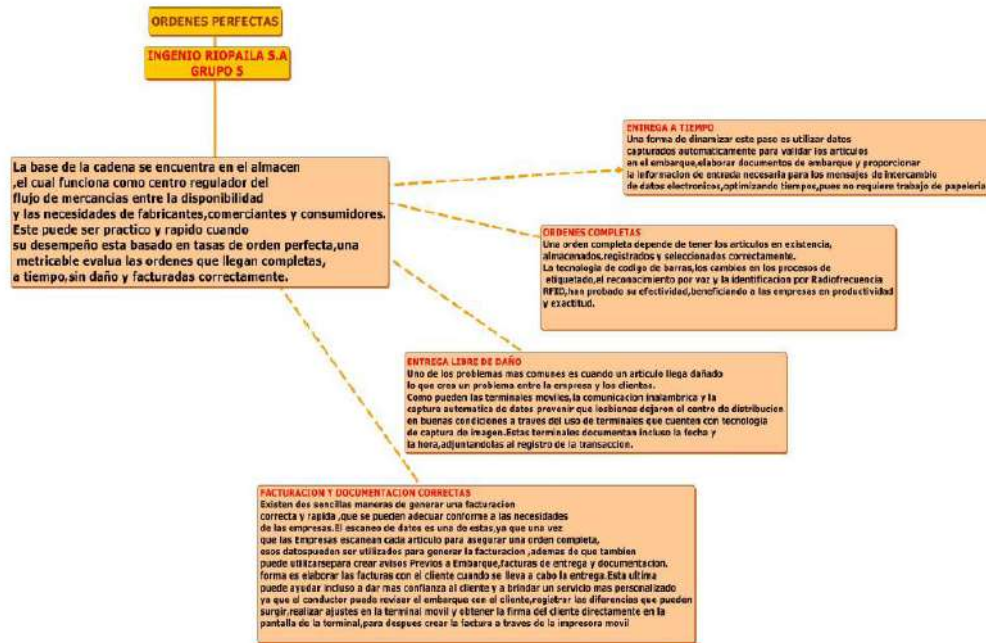 ORDENES PERFECTAS
INGENIO RIOPAILA S.A
GRUPO 5
La base de la cadena se encuentra en el almacen
,el cual funciona como centro regulador del
flujo de mercancias entre la disponibilidad
y las necesidades de fabricantes,comerciantes y consumidores.
Este puede ser practico y rapido cuando
su desempeño esta basado en tasas de orden perfecta,una
metricable evalua las ordenes que llegan completas,
a tiempo,sin daño y facturadas correctamente.
ENTREGA A TIEMPO
Una forma de dinamizar este paso es utilizar datos
capturados automaticamente para validar los articulos
en el embarque,elaborar documentos de embarque y proporcionar
la informacion de entrada necesaria para los mensajes de intercambio
de datos electronicos,optimizando tiempos,pues no requiere trabajo de papeleria
ORDENES COMPLETAS
Una orden completa depende de tener los articulos en existencia,
almacenados,registrados y seleccionados correctamente.
La tecnologia de codigo de barras,los cambios en los procesos de
etiquetado,el reconocimiento por voz y la identificacion por Radiofrecuencia
RFID,han probado su efectividad,beneficiando a las empresas en productividad
y exactitud.
ENTREGA LIBRE DE DAÑO
Uno de los problemas mas comunes es cuando un articulo llega dañado
lo que crea un problema entre la empresa y los clientes.
Como pueden las terminales moviles,la comunicacion inalambrica y la
captura automatica de datos prevenir que losbienes dejaron el centro de distribucion
en buenas condiciones a traves del uso de terminales que cuenten con tecnologia
de captura de imagen.Estas terminales documentan incluso la fecha y
la hora,adjuntandolas al registro de la transaccion.
FACTURACION Y DOCUMENTACION CORRECTAS
Existen dos sencillas maneras de generar una facturacion
correcta y rapida ,que se pueden adecuar conforme a las necesidades
de las empresas.El escaneo de datos es una de estas,ya que una vez
que las Empresas escanean cada articulo para asegurar una orden completa,
esos datospueden ser utilizados para generar la facturacion ,ademas de que tambien
puede utilizarsepara crear avisos Previos a Embarque,facturas de entrega y documentacion.
forma es elaborar las facturas con el cliente cuando se lleva a cabo la entrega.Esta ultima
puede ayudar incluso a dar mas confianza al cliente y a brindar un servicio mas personalizado
ya que el conductor puede revisar el embarque con el cliente,registrar las diferencias que pueden
surgir,realizar ajustes en la terminal movil y obtener la firma del cliente directamente en la
pantalla de la terminal,para despues crear la factura a traves de la impresora movil